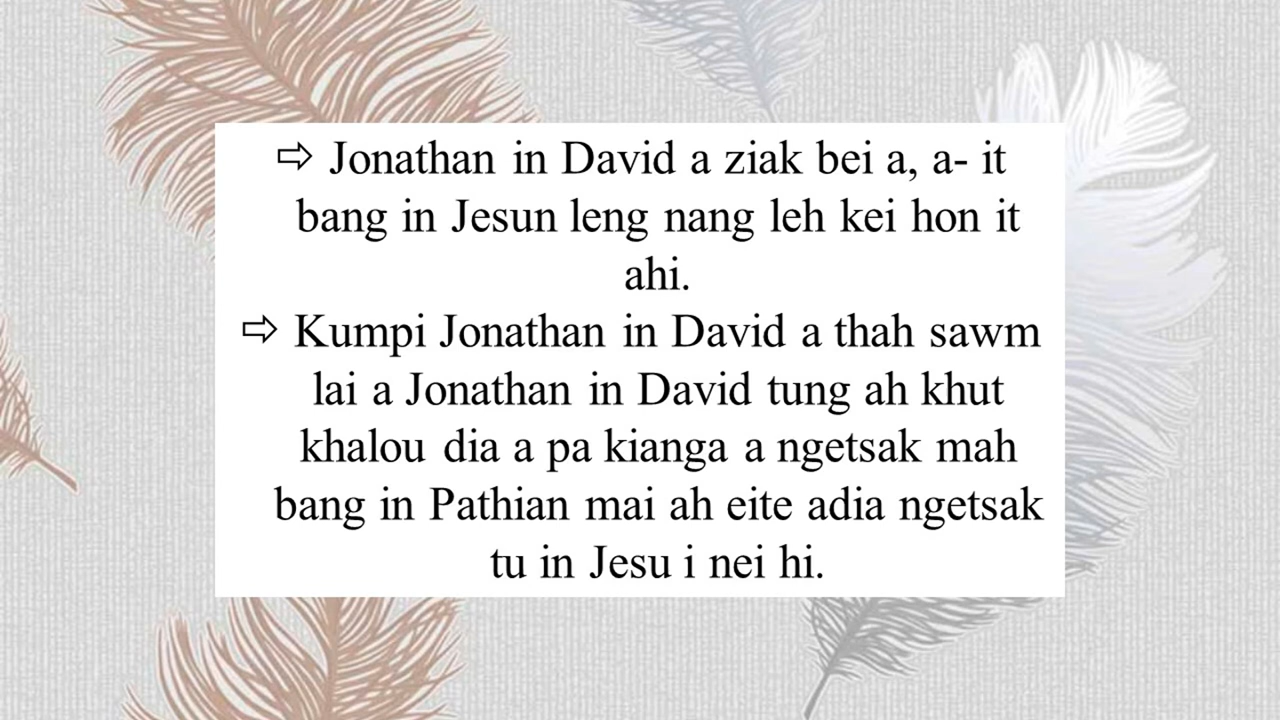 ⇨ Jonathan in David a ziak bei a, a- it
bang in Jesun leng nang leh kei hon it
ahi.
⇨ Kumpi Jonathan in David a thah sawm
lai a Jonathan in David tung ah khut
khalou dia a pa kianga a ngetsak mah
bang in Pathian mai ah eite adia ngetsak
tu in Jesu i nei hi.